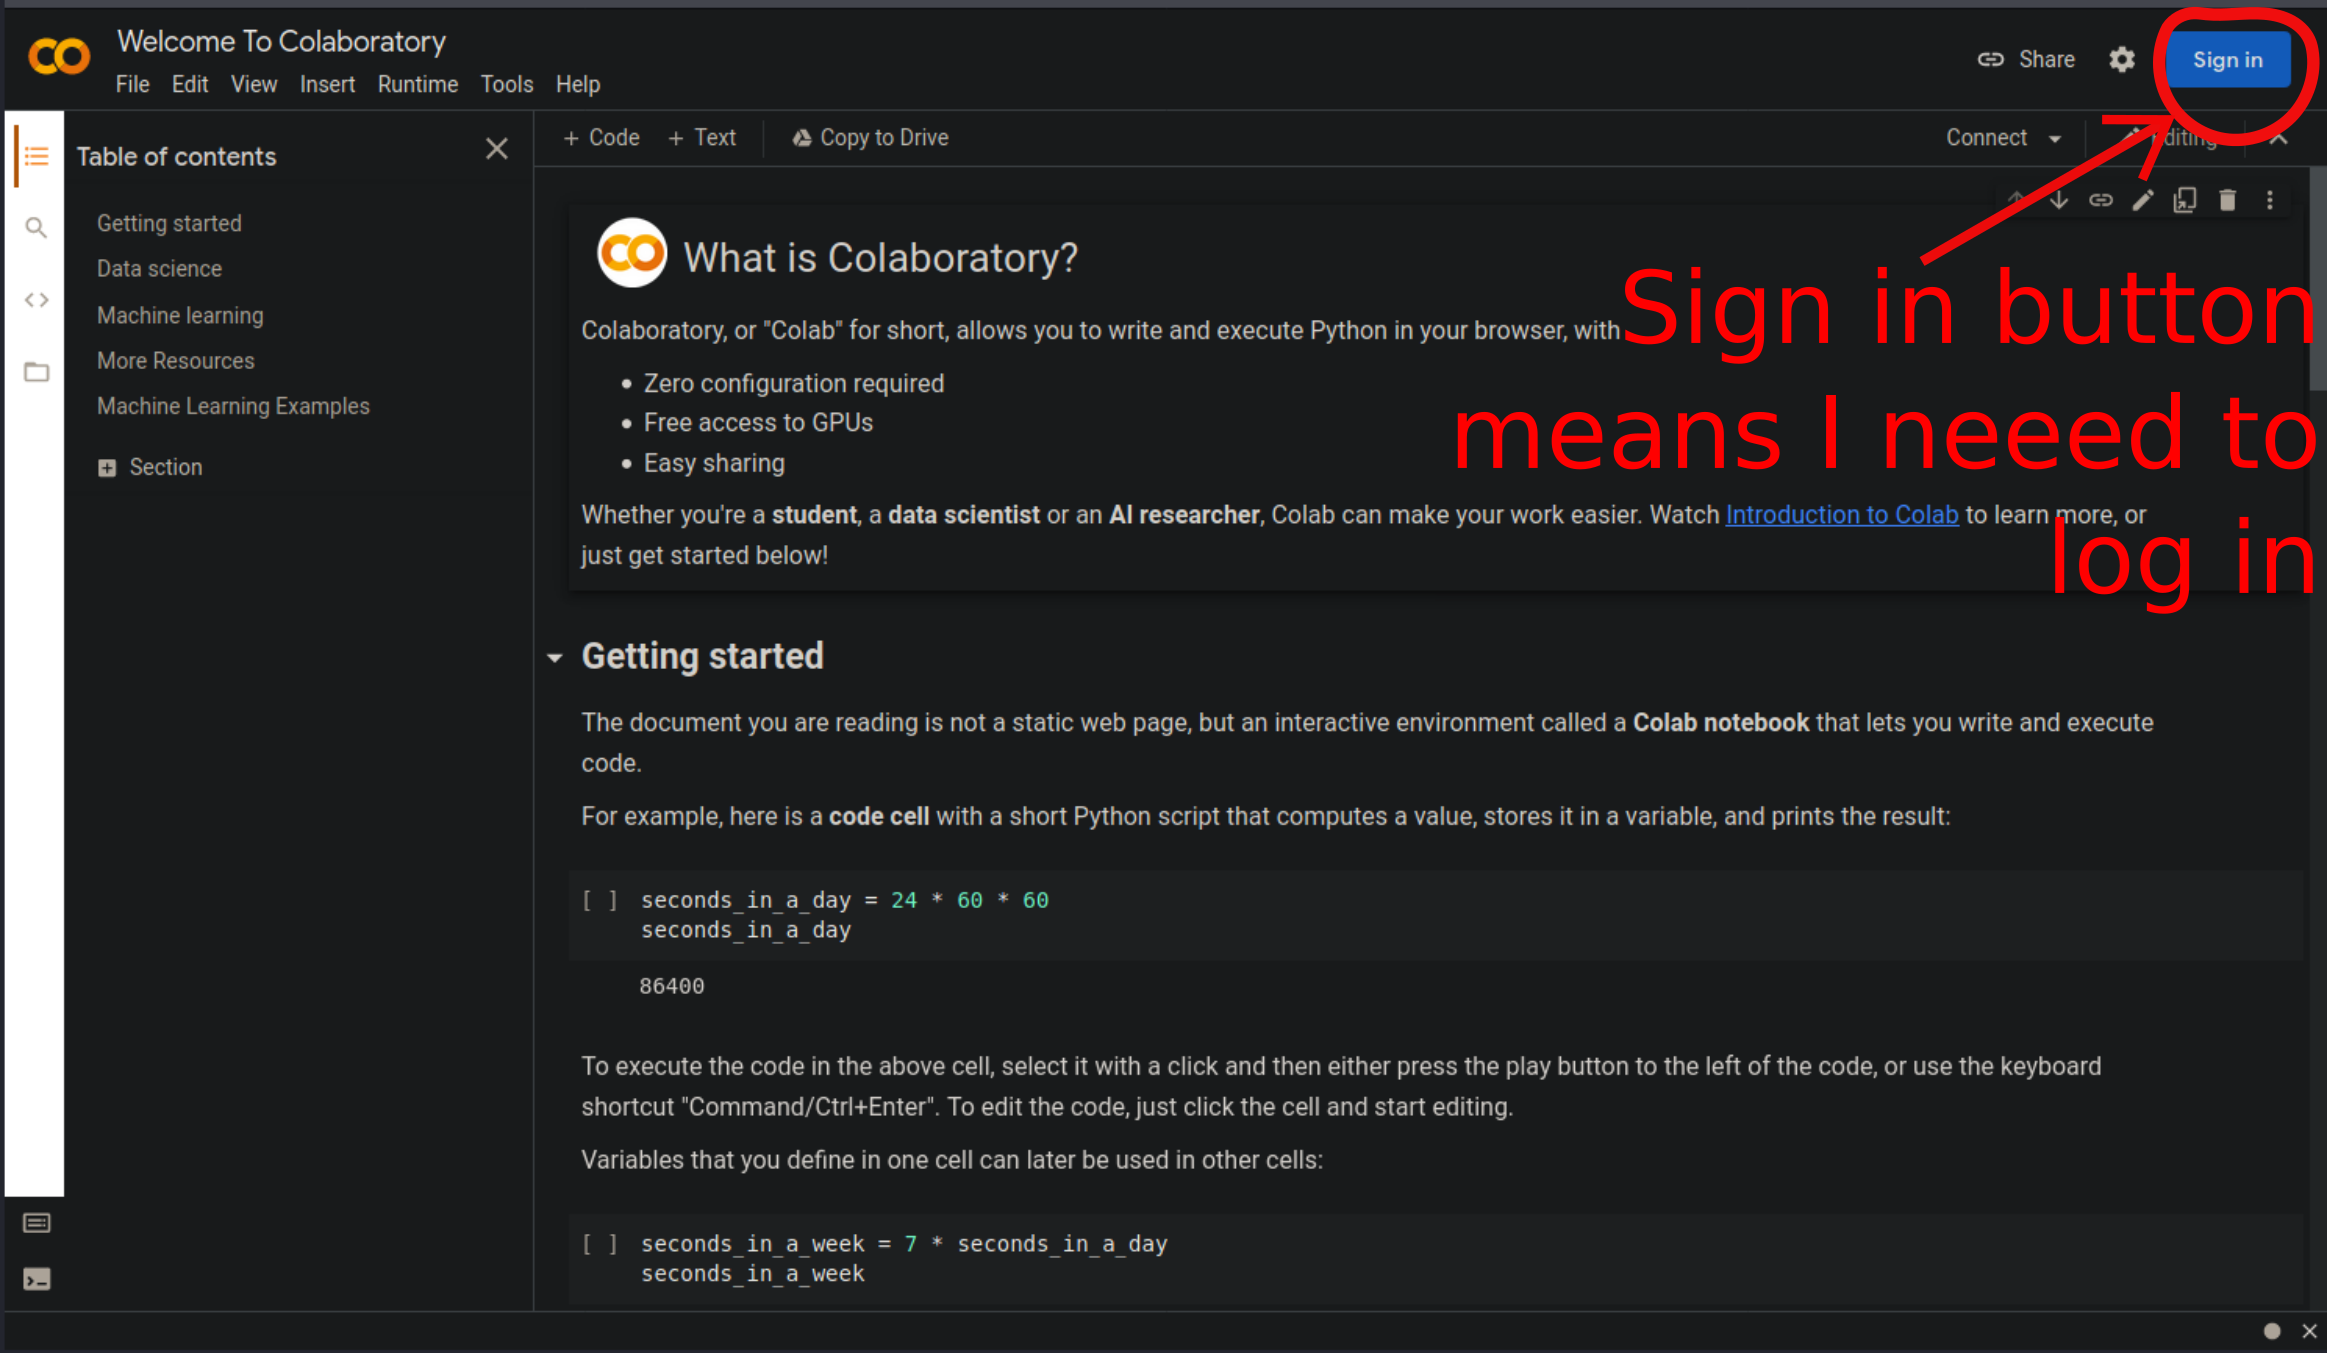 Welcome To Colaboratory
File Edit View Insert Runtime Tools Help
Share
Sign in
Table of contents
Getting started
Data science
Machine learning
More Resources
Machine Learning Examples
Section
+ Code + Text Copy to Drive
Connect
Editing
CO What is Colaboratory?
Colaboratory, or "Colab" for short, allows you to write and execute Python in your browser, with
• Zero configuration required
• Free access to GPUs
• Easy sharing
Whether you're a student, a data scientist or an AI researcher, Colab can make your work easier. Watch Introduction to Colab to learn more, or
just get started below!
Sign in button
means I neeed to
log in
Getting started
The document you are reading is not a static web page, but an interactive environment called a Colab notebook that lets you write and execute
code.
For example, here is a code cell with a short Python script that computes a value, stores it in a variable, and prints the result:
[ ] seconds_in_a_day = 24 * 60 * 60
seconds_in_a_day
86400
To execute the code in the above cell, select it with a click and then either press the play button to the left of the code, or use the keyboard
shortcut "Command/Ctrl+Enter". To edit the code, just click the cell and start editing.
Variables that you define in one cell can later be used in other cells:
[ ] seconds_in_a_week = 7 * seconds_in_a_day
seconds_in_a_week